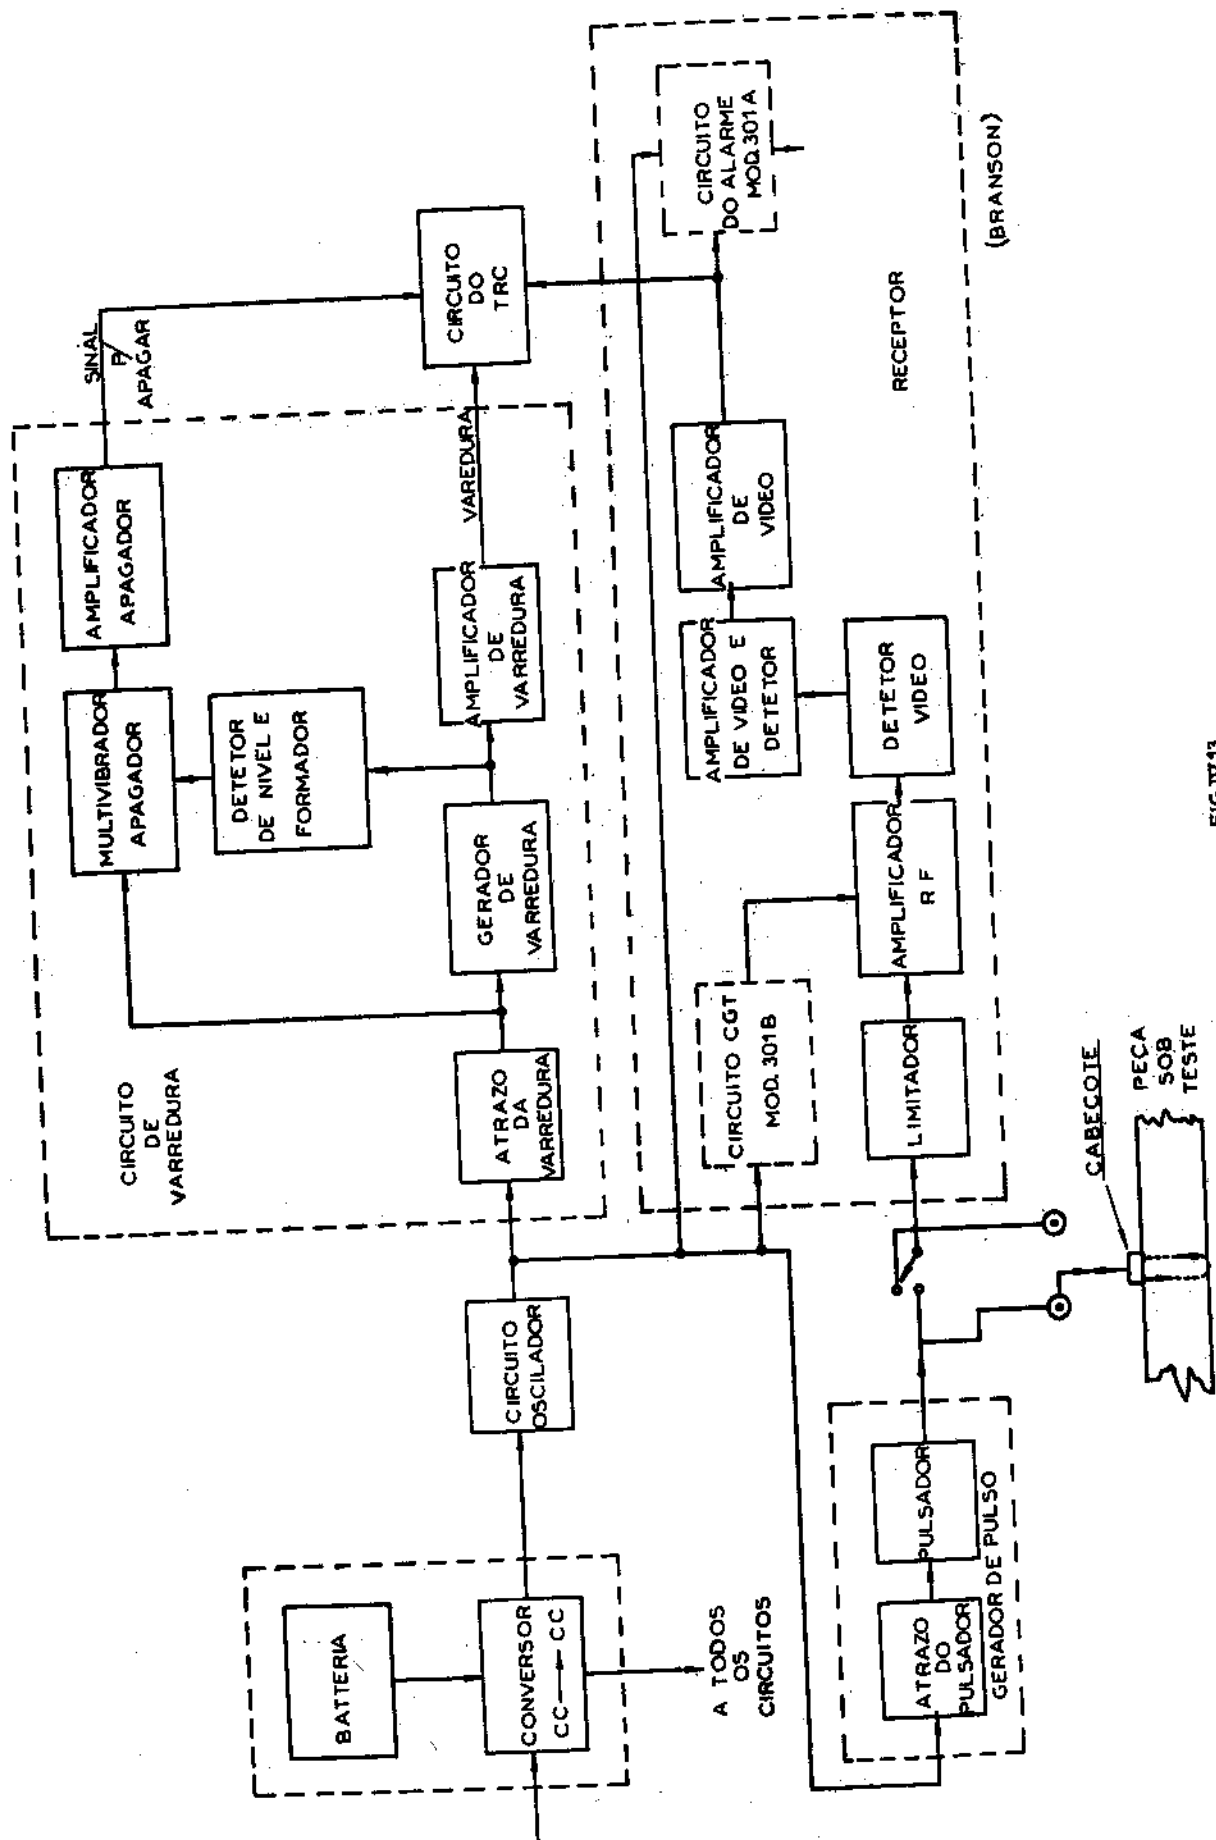 BATTERIA
CONVERSOR
CC CC
A TODOS
OS
CIRCUITOS
CIRCUITO
OSCILADOR
CIRCUITO
DE
VARREDURA
ATRAZO
DA
VARREDURA
GERADOR
DE
VARREDURA
MULTIVIBRADOR
APAGADOR
DETETOR
DE NIVEL E
FORMADOR
AMPLIFICADOR
APAGADOR
AMPLIFICADOR
DE
VARREDURA
SINAL
P/
APAGAR
VAREDURA
CIRCUITO
DO
TRC
CIRCUITO
DO ALARME
MOD.301 A
CIRCUITO CGT
MOD. 301 B
LIMITADOR
AMPLIFICADOR
R F
DETETOR
VIDEO
AMPLIFICADOR
DE VIDEO E
DETETOR
AMPLIFICADOR
DE
VIDEO
RECEPTOR
(BRANSON)
ATRAZO
DO
PULSADOR
PULSADOR
GERADOR DE PULSO
CABECOTE
PEÇA
SOB
TESTE